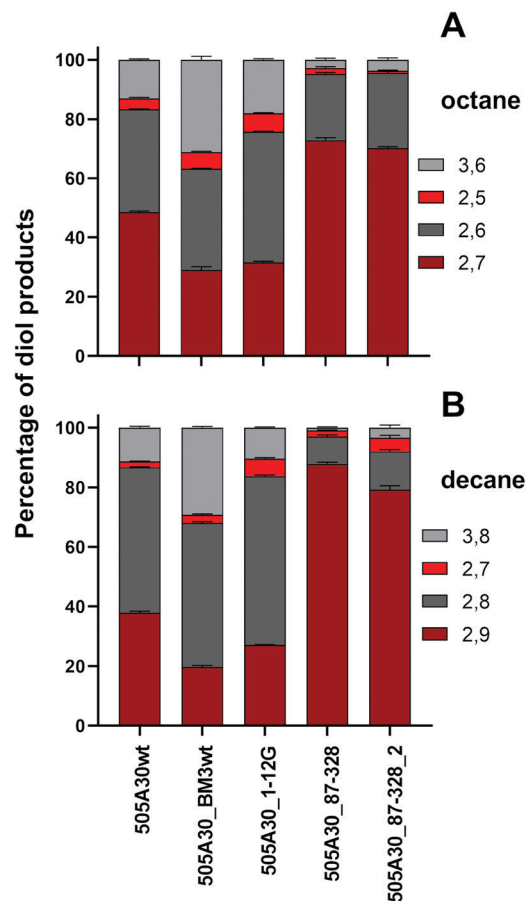 A
octane
100
80
60
40
20
0
3,6
2,5
2,6
2,7
Percentage of diol products
B
decane
100
80
60
40
20
0
3,8
2,7
2,8
2,9
505A30wt
505A30_BM3wt
505A30_1-12G
505A30_87-328
505A30_87-328_2